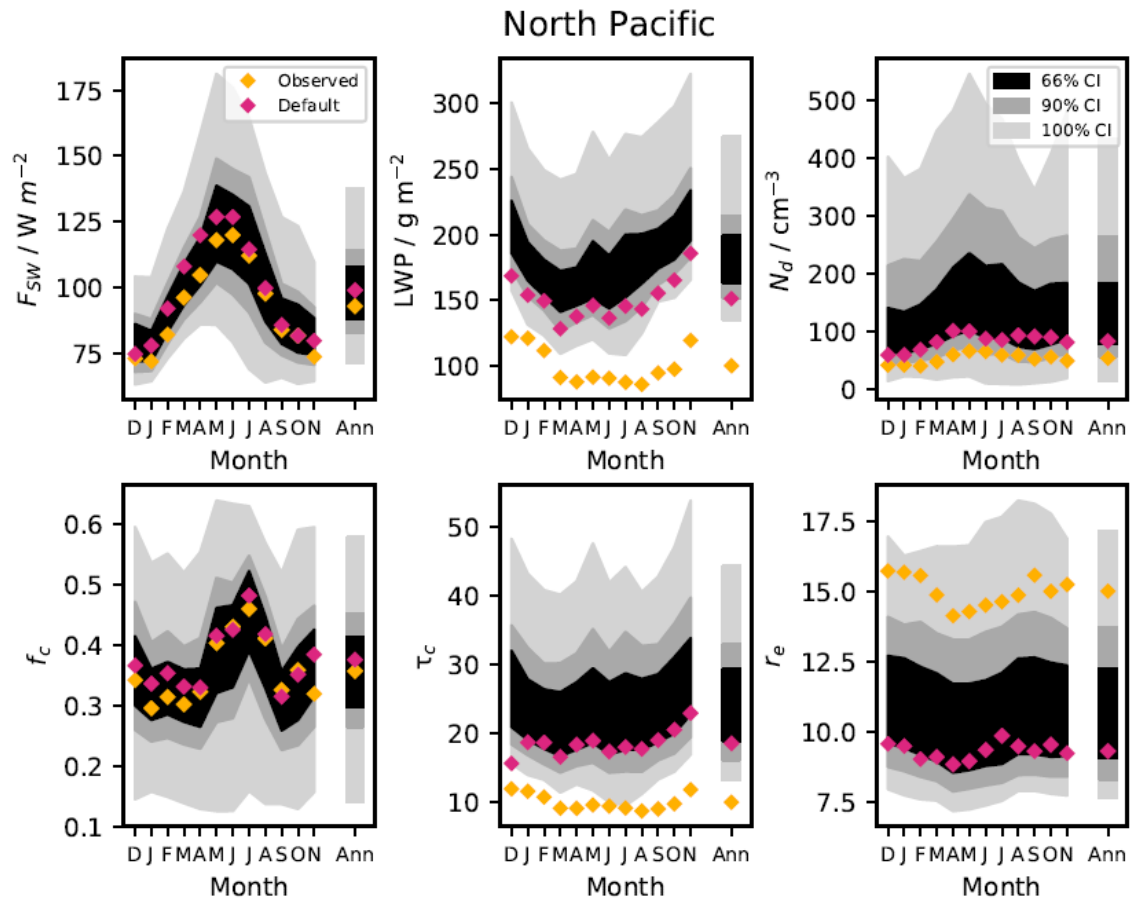 North Pacific
F_SW / W m⁻²
175
150
125
100
75
Observed
Default
D J F M A M J J A S O N Ann
Month
LWP / g m⁻²
300
250
200
150
100
D J F M A M J J A S O N Ann
Month
N_d / cm⁻³
500
400
300
200
100
0
66% CI
90% CI
100% CI
D J F M A M J J A S O N Ann
Month
f_c
0.6
0.5
0.4
0.3
0.2
0.1
D J F M A M J J A S O N Ann
Month
τ_c
50
40
30
20
10
D J F M A M J J A S O N Ann
Month
r_e
17.5
15.0
12.5
10.0
7.5
D J F M A M J J A S O N Ann
Month